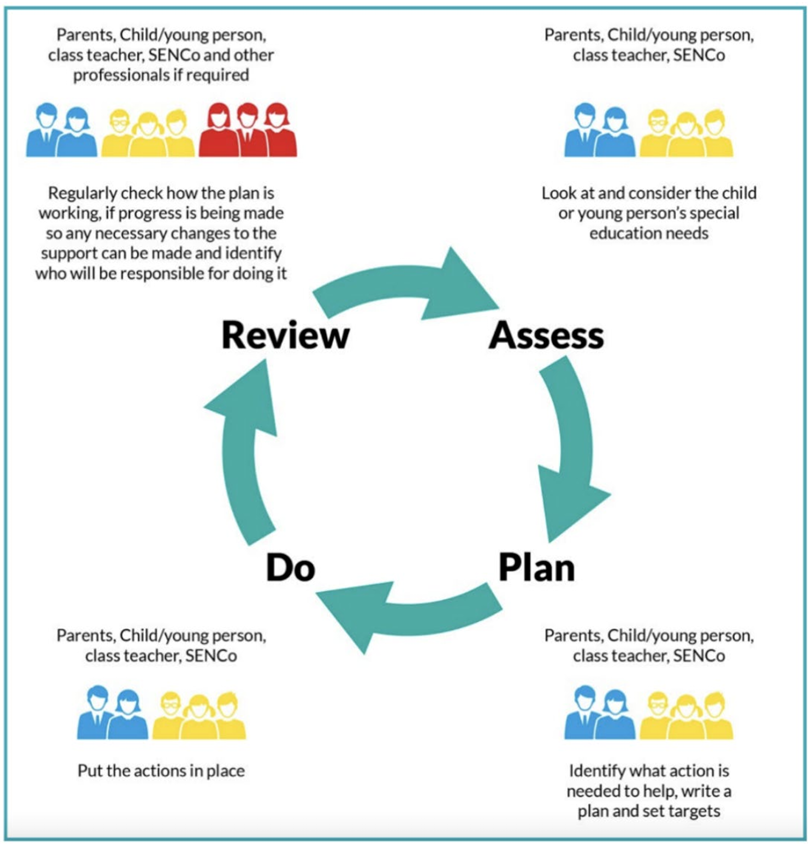 Parents, Child/young person,
class teacher, SENCo and other
professionals if required
Regularly check how the plan is
working, if progress is being made
so any necessary changes to the
support can be made and identify
who will be responsible for doing it
Parents, Child/young person,
class teacher, SENCo
Look at and consider the child
or young person's special
education needs
Review
Assess
Do
Plan
Parents, Child/young person,
class teacher, SENCo
Put the actions in place
Parents, Child/young person,
class teacher, SENCo
Identify what action is
needed to help, write a
plan and set targets